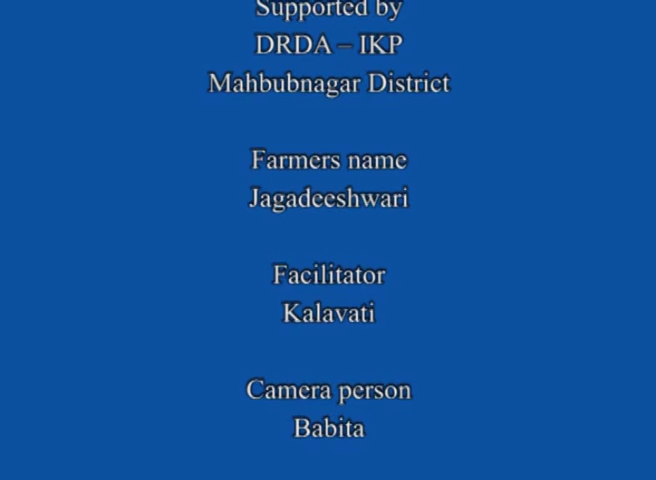 Supported by
DRDA – IKP
Mahbubnagar District
Farmers name
Jagadeeshwari
Facilitator
Kalavati
Camera person
Babita